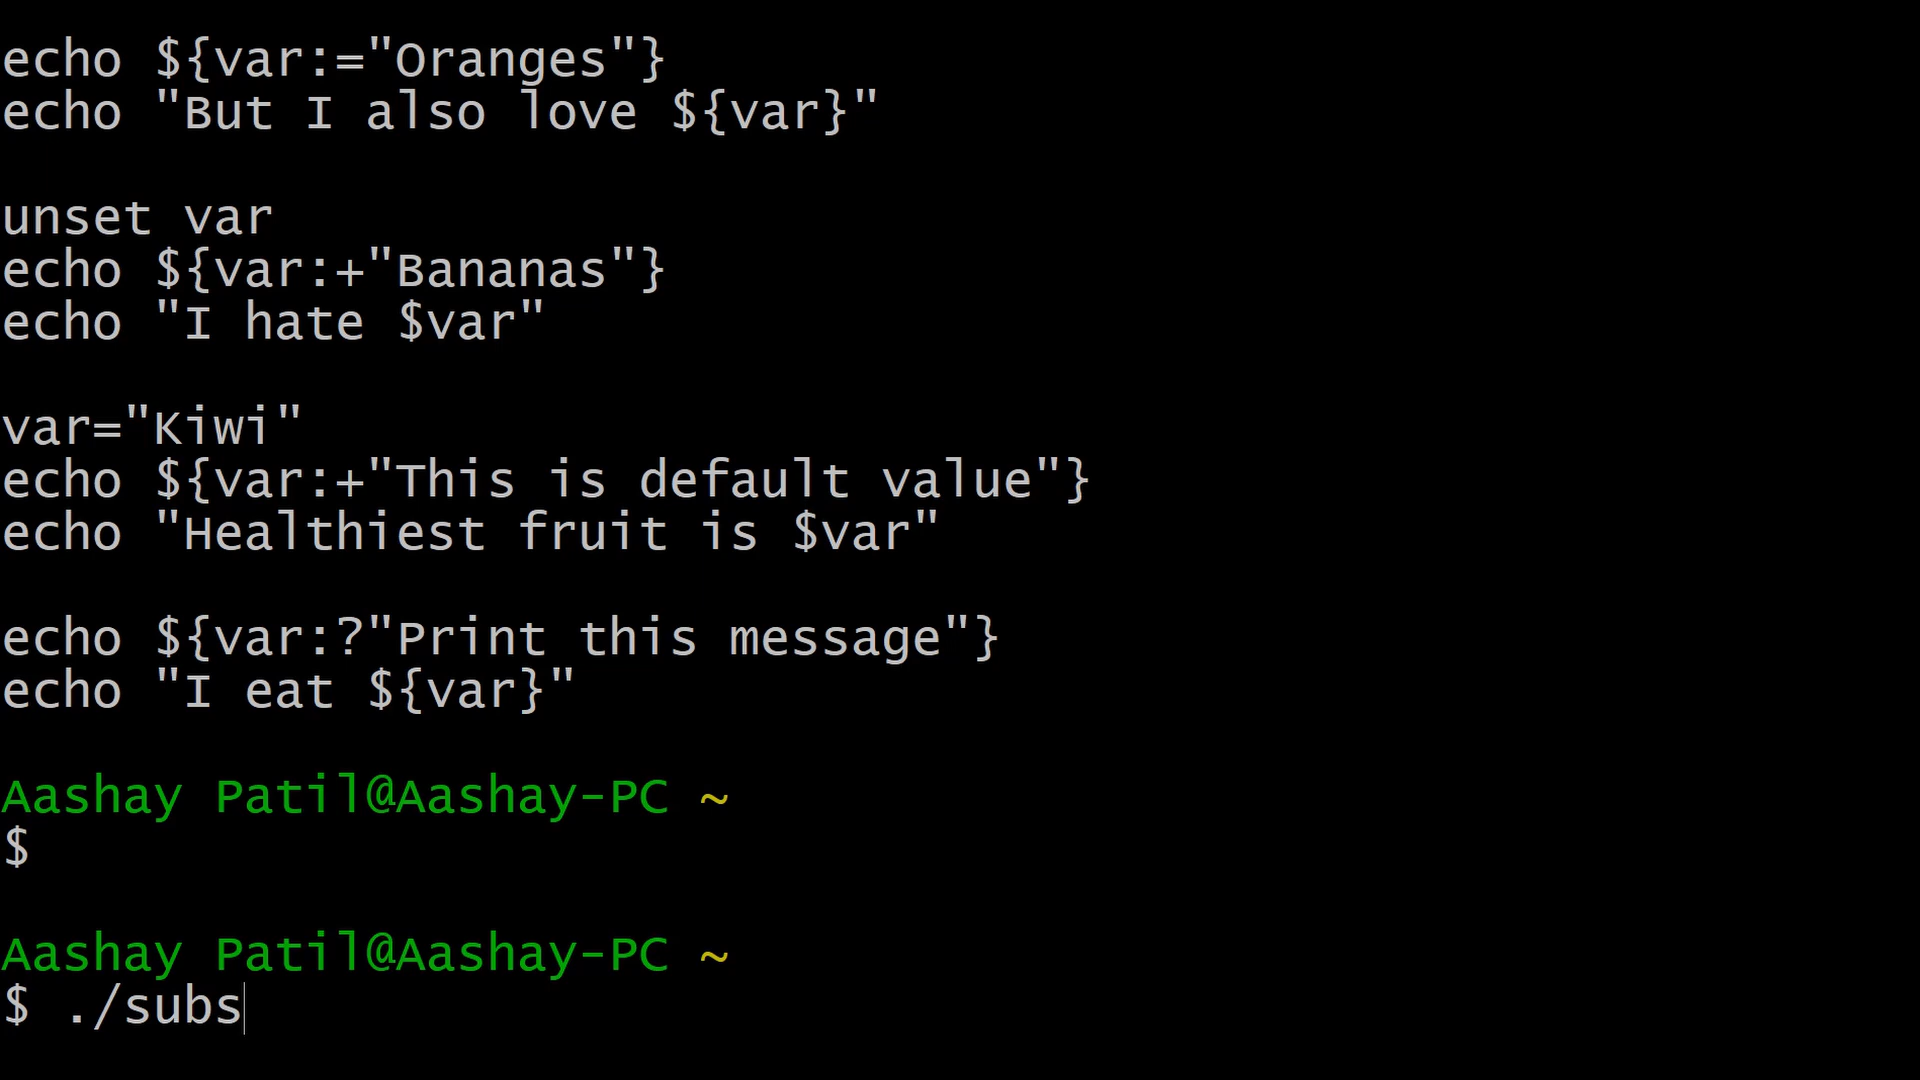 echo ${var:="Oranges"}
echo "But I also love ${var}"
unset var
echo ${var:+"Bananas"}
echo "I hate $var"
var="Kiwi"
echo ${var:+"This is default value"}
echo "Healthiest fruit is $var"
echo ${var:?"Print this message"}
echo "I eat ${var}"
Aashay Patil@Aashay-PC ~
$
Aashay Patil@Aashay-PC ~
$ ./subs